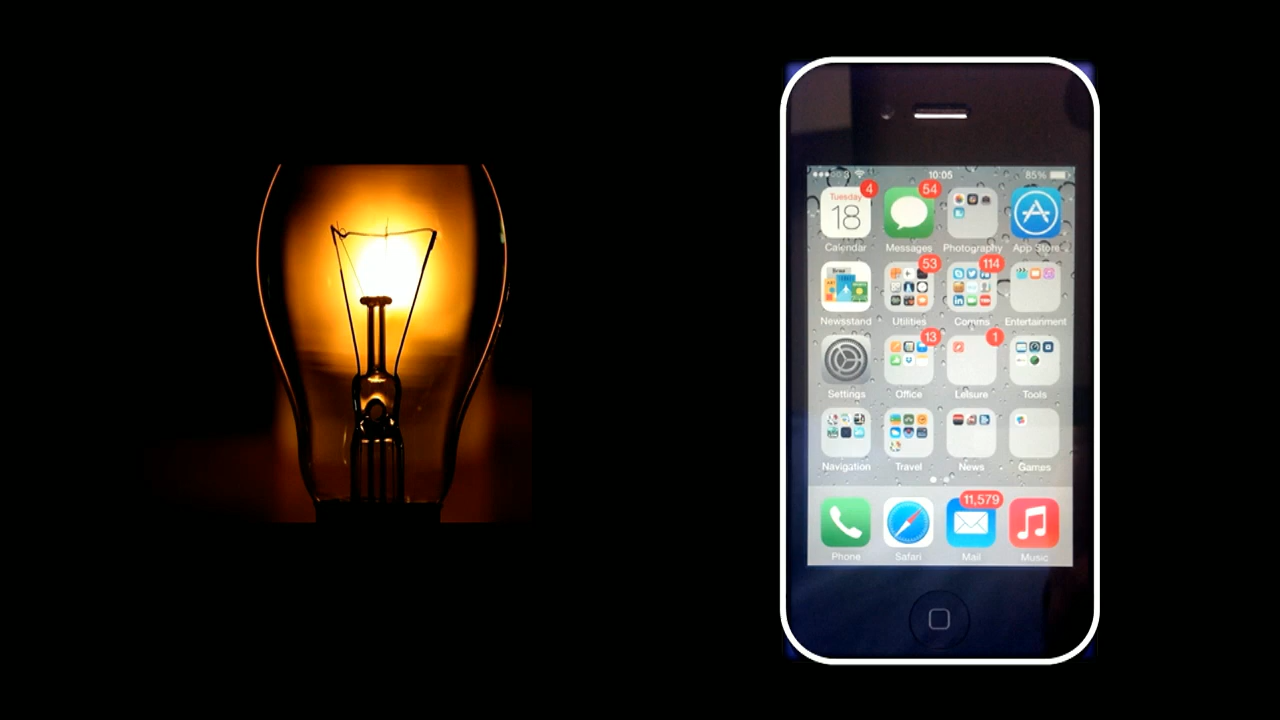 3 10:05 85%
4 54
Tuesday
18
Calendar Messages Photography App Store
53 114
Newsstand Utilities Comms Entertainment
13 1
Settings Office Leisure Tools
Navigation Travel News Games
11,579
Phone Safari Mail Music